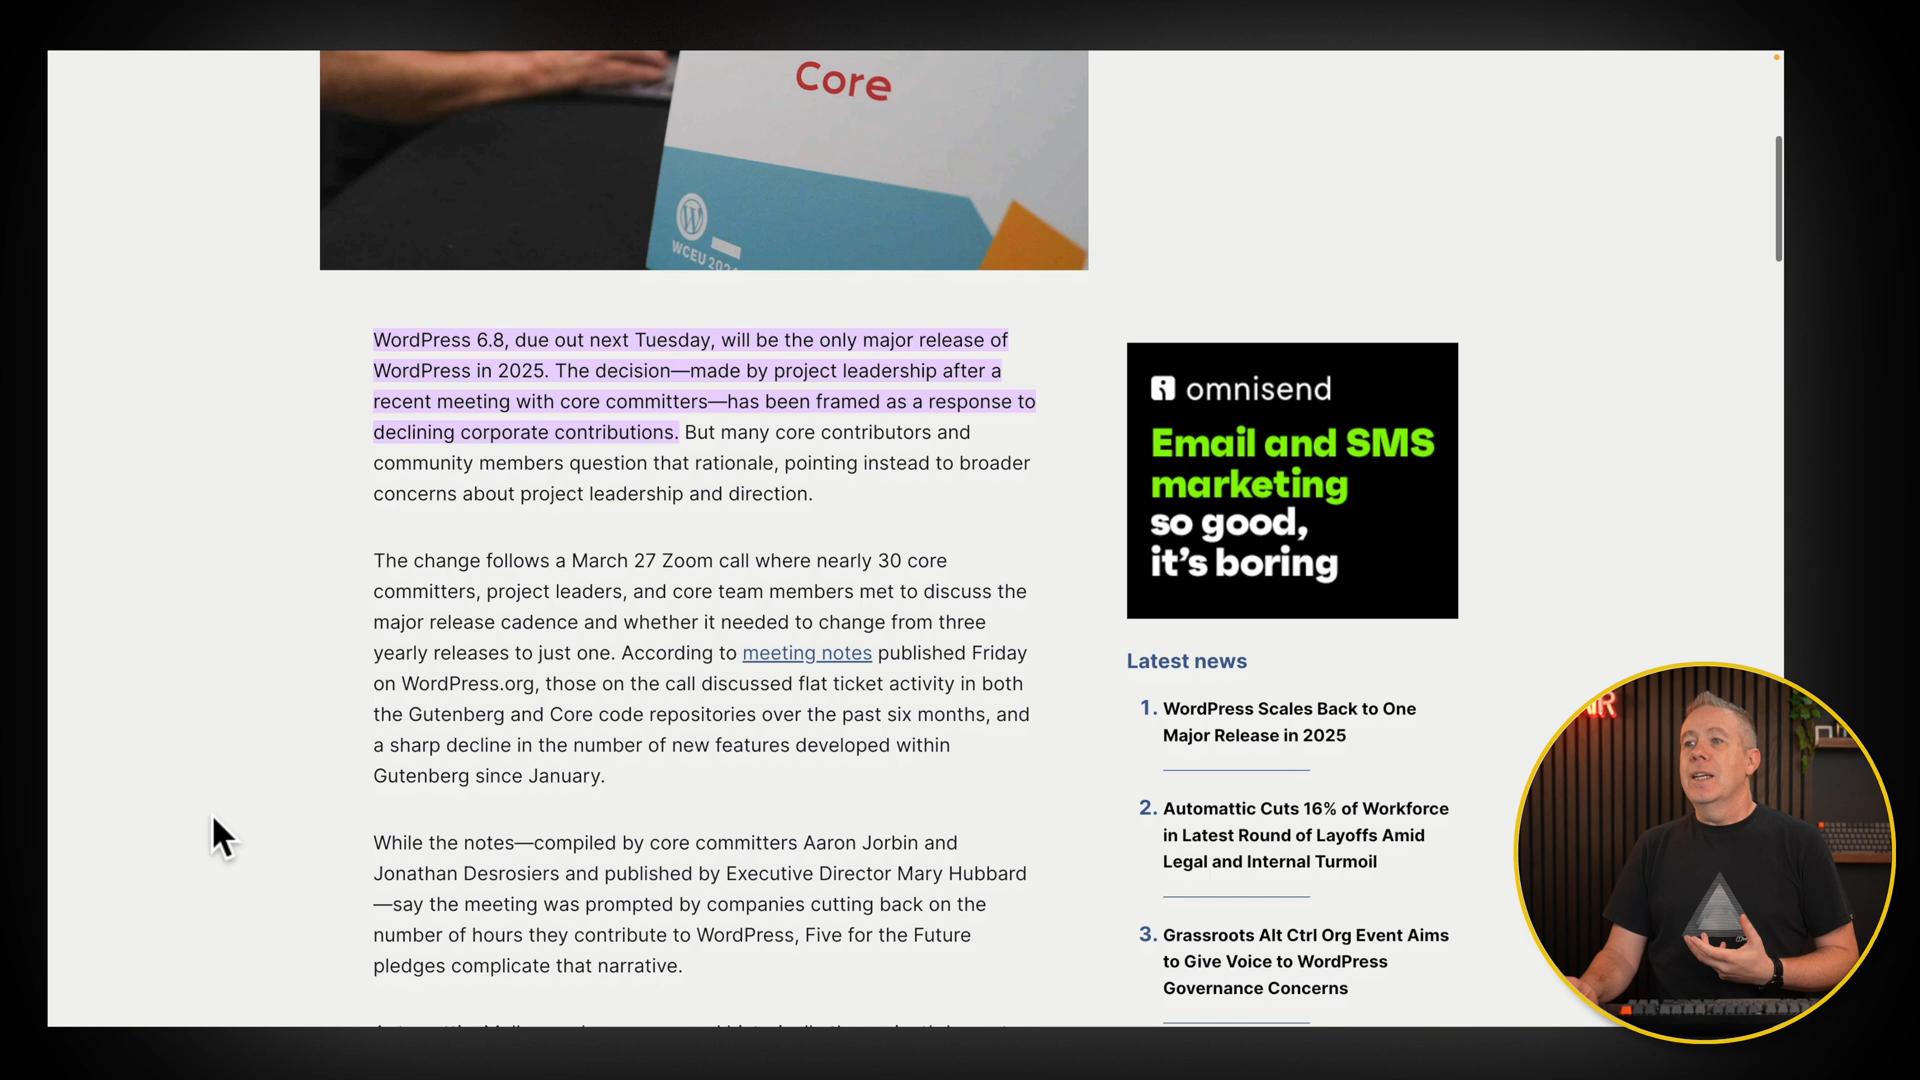 Core
WCEU 202
WordPress 6.8, due out next Tuesday, will be the only major release of
WordPress in 2025. The decision—made by project leadership after a
recent meeting with core committers—has been framed as a response to
declining corporate contributions. But many core contributors and
community members question that rationale, pointing instead to broader
concerns about project leadership and direction.
The change follows a March 27 Zoom call where nearly 30 core
committers, project leaders, and core team members met to discuss the
major release cadence and whether it needed to change from three
yearly releases to just one. According to meeting notes published Friday
on WordPress.org, those on the call discussed flat ticket activity in both
the Gutenberg and Core code repositories over the past six months, and
a sharp decline in the number of new features developed within
Gutenberg since January.
While the notes—compiled by core committers Aaron Jorbin and
Jonathan Desrosiers and published by Executive Director Mary Hubbard
—say the meeting was prompted by companies cutting back on the
number of hours they contribute to WordPress, Five for the Future
pledges complicate that narrative.
omnisend
Email and SMS
marketing
so good,
it's boring
Latest news
1. WordPress Scales Back to One
Major Release in 2025
2. Automattic Cuts 16% of Workforce
in Latest Round of Layoffs Amid
Legal and Internal Turmoil
3. Grassroots Alt Ctrl Org Event Aims
to Give Voice to WordPress
Governance Concerns